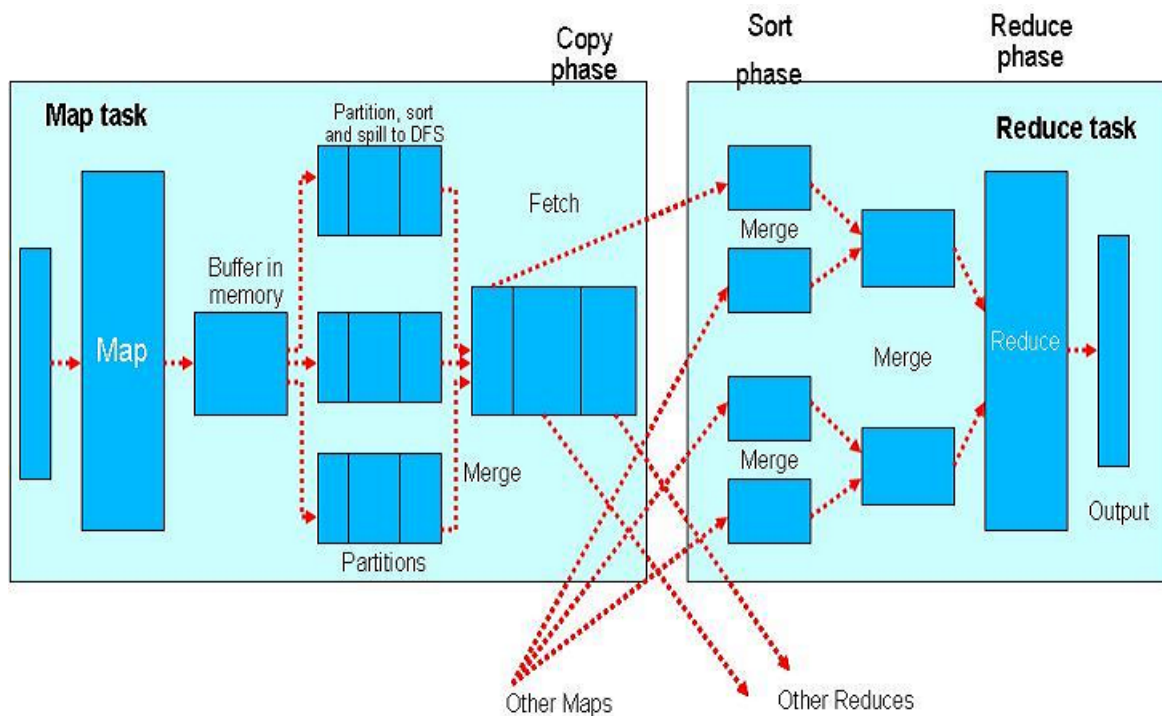 Copy
phase
Sort
phase
Reduce
phase
Map task
Partition, sort
and spill to DFS
Reduce task
Fetch
Merge
Buffer in
memory
Map
Merge
Reduce
Merge
Merge
Output
Partitions
Other Maps
Other Reduces